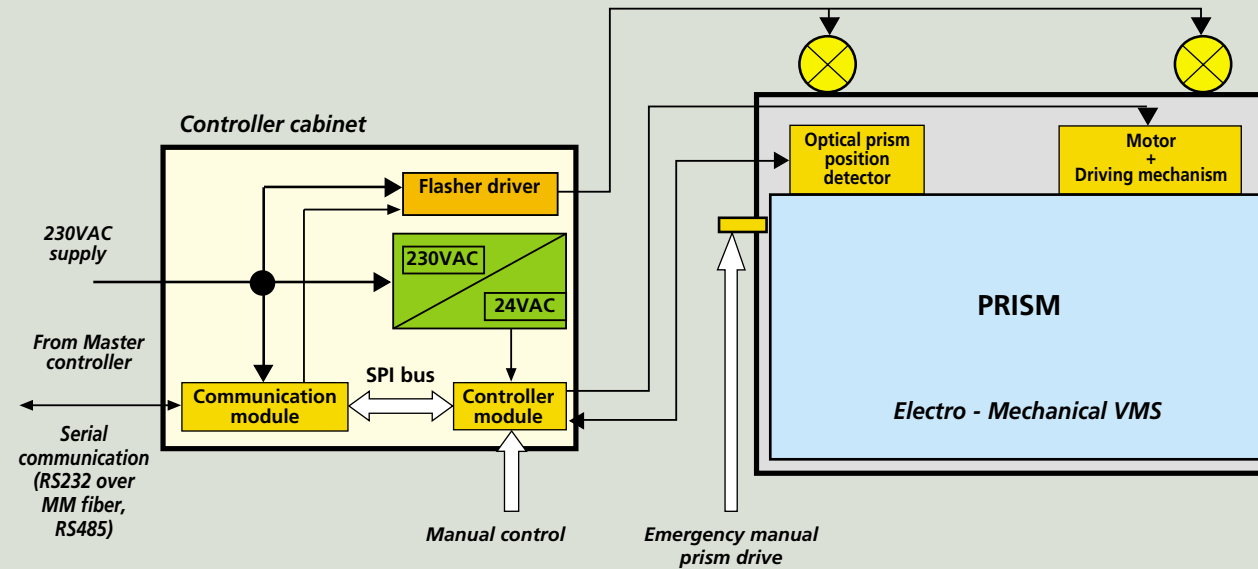 Controller cabinet
Flasher driver
230VAC
supply
230VAC
24VAC
From Master
controller
SPI bus
Communication
module
Controller
module
Serial
communication
(RS232 over
MM fiber,
RS485)
Manual control
Emergency manual
prism drive
Optical prism
position
detector
Motor
+
Driving mechanism
PRISM
Electro - Mechanical VMS